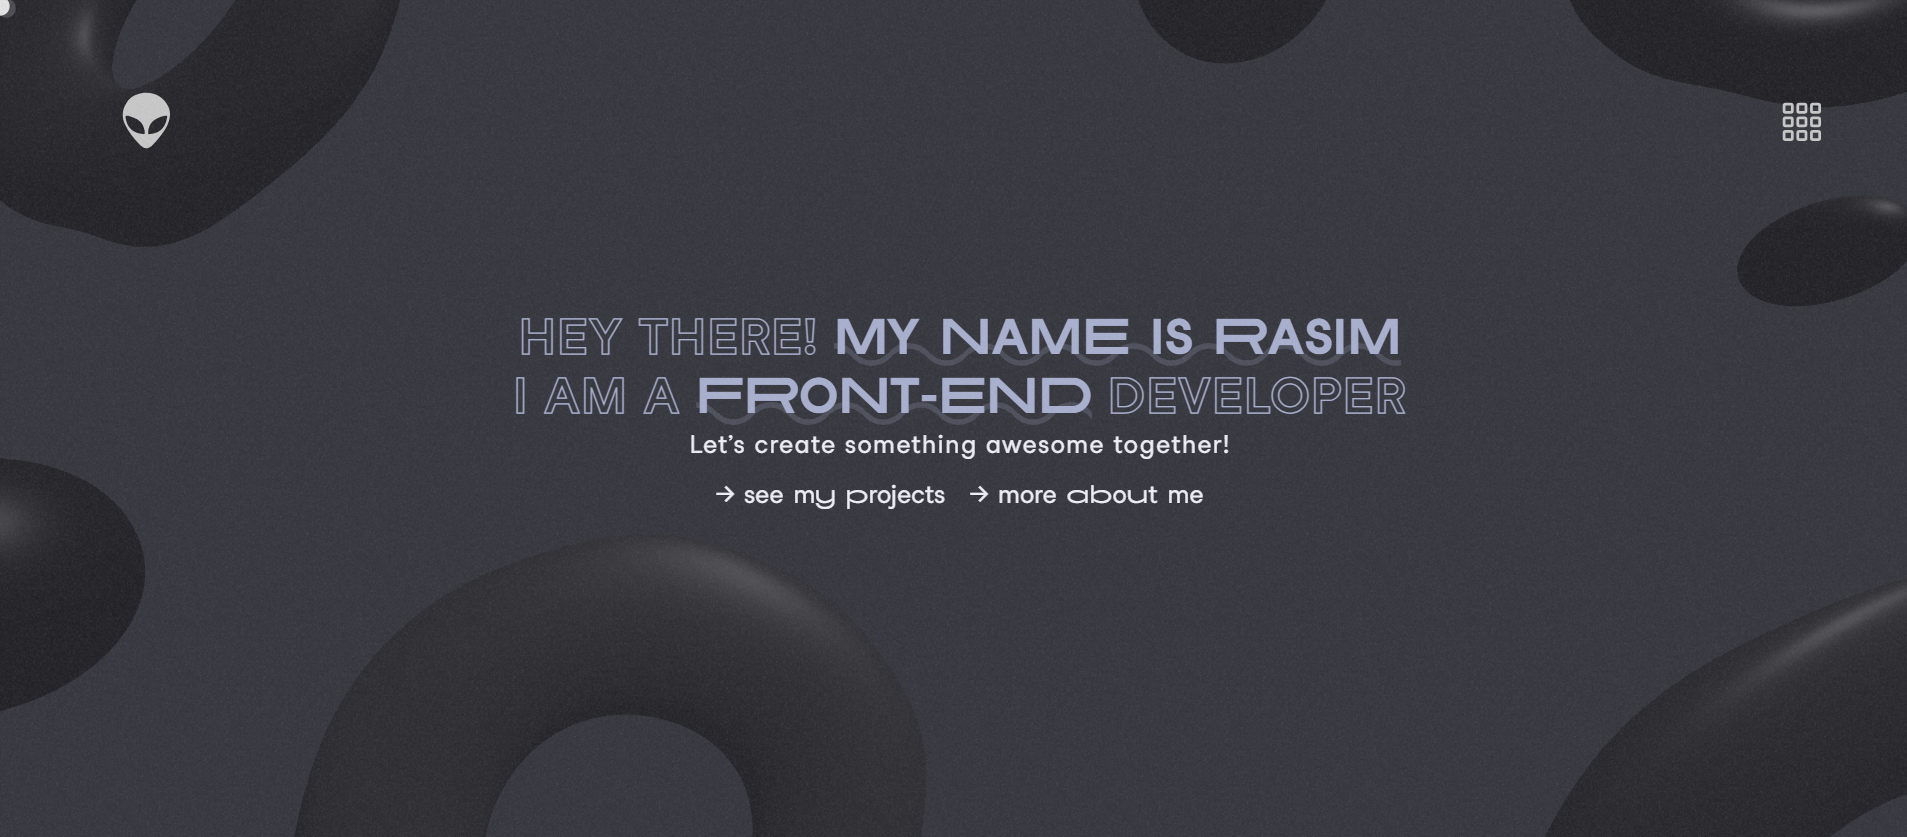 HEY THERE! MY NAME IS RASIM
I AM A FRONT-END DEVELOPER
Let’s create something awesome together!
→ see my projects → more about me